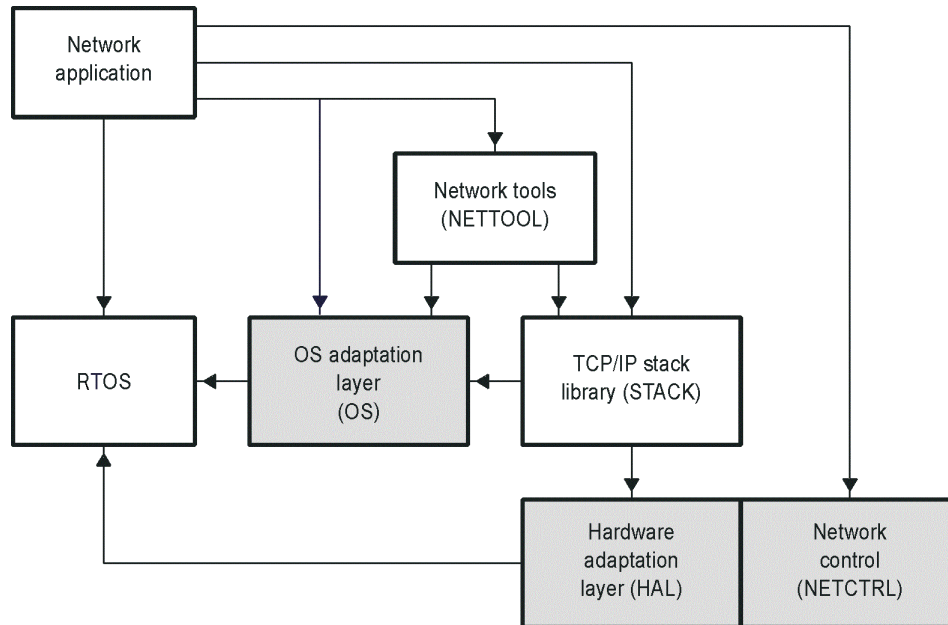 Network
application
Network tools
(NETTOOL)
RTOS
OS adaptation
layer
(OS)
TCP/IP stack
library (STACK)
Hardware
adaptation
layer (HAL)
Network
control
(NETCTRL)